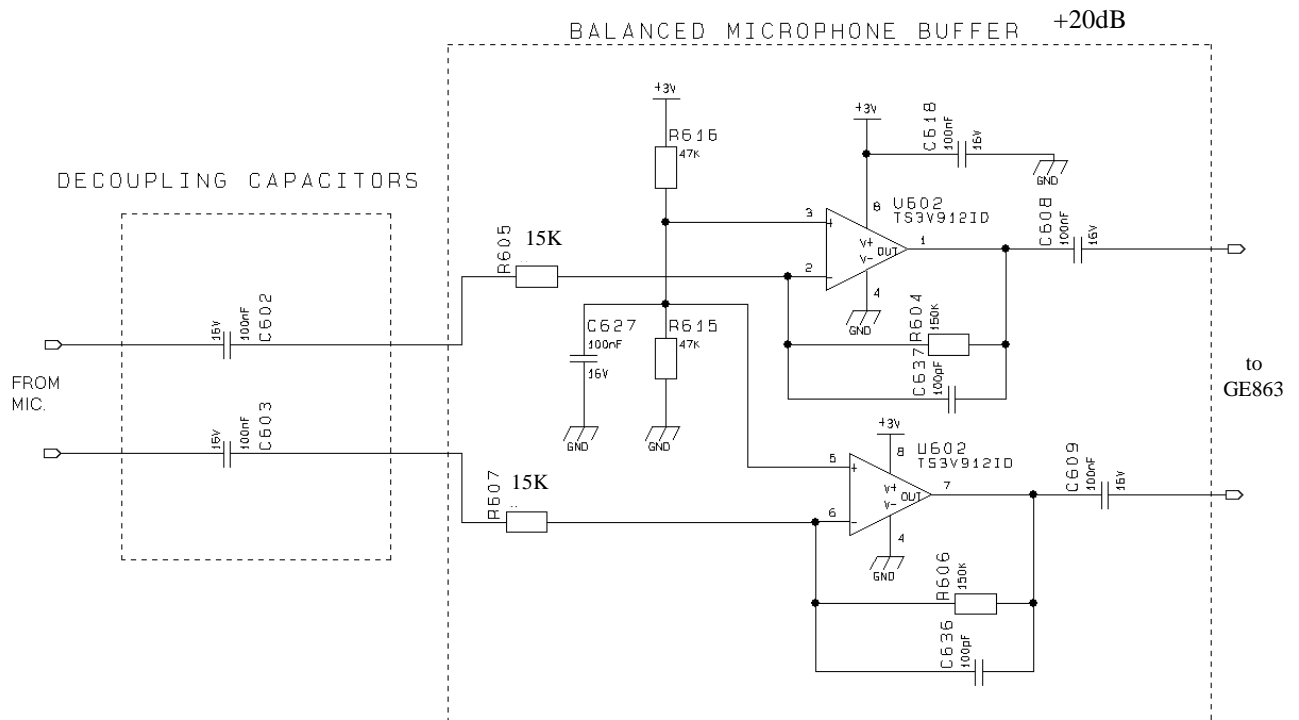 BALANCED MICROPHONE BUFFER +20dB
+3V
+3V
R616
47K
C618
100nF
16V
GND
DECOUPLING CAPACITORS
U602
TS3V912ID
8
3
+
V+
V-
OUT
1
2
-
4
GND
C608
100nF
16V
R605
15K
R604
150K
C637
100pF
C627
100nF
16V
R615
47K
GND
GND
16V
100nF
C602
FROM
MIC.
16V
100nF
C603
to
GE863
+3V
U602
TS3V912ID
8
5
+
V+
V-
OUT
7
6
-
4
GND
C609
100nF
16V
R607
15K
R606
150K
C636
100pF